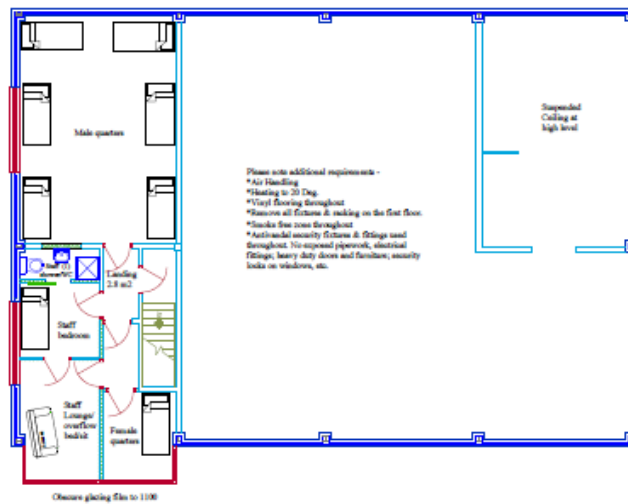 Male quarters
Suspended
Ceiling at
high level
Please note additional requirements -
*Air Handling
*Heating to 20 Deg.
*Vinyl flooring throughout
*Remove all fixtures & racking on the first floor.
*Smoke free zone throughout
*Antivandal security fixtures & fittings used
throughout. No exposed pipework, electrical
fittings; heavy duty doors and furniture; security
locks on windows, etc.
Staff
shower/WC
Landing
2.8 m2
Staff
bedroom
Staff
Lounge/
overflow
bed/sit
Female
quarters
Obscure glazing film to 1100